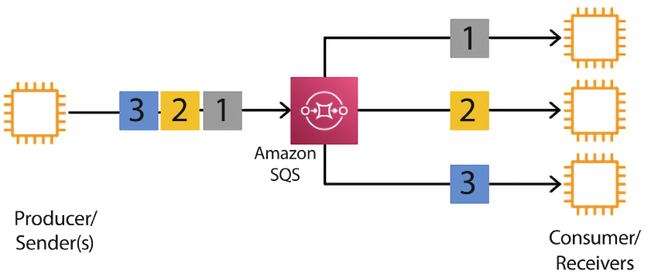 1
3 2 1
2
Amazon
SQS
3
Producer/
Sender(s)
Consumer/
Receivers